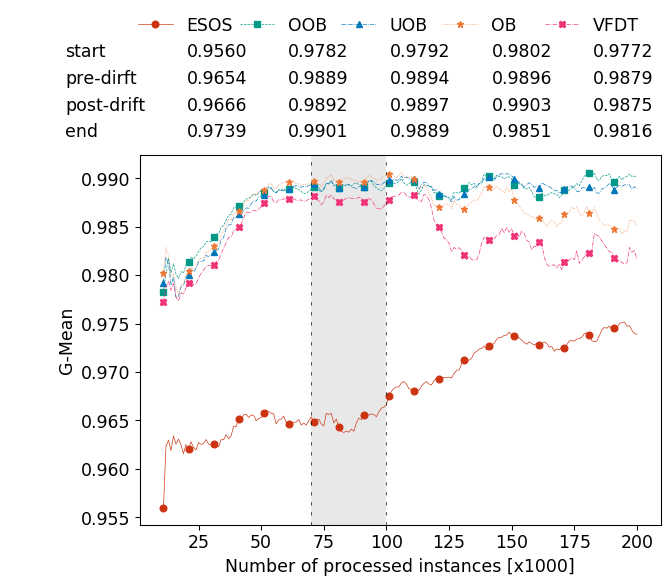 ESOS OOB UOB OB VFDT
start 0.9560 0.9782 0.9792 0.9802 0.9772
pre-dirft 0.9654 0.9889 0.9894 0.9896 0.9879
post-drift 0.9666 0.9892 0.9897 0.9903 0.9875
end 0.9739 0.9901 0.9889 0.9851 0.9816
0.990
0.985
0.980
0.975
0.970
0.965
0.960
0.955
G-Mean
25 50 75 100 125 150 175 200
Number of processed instances [x1000]